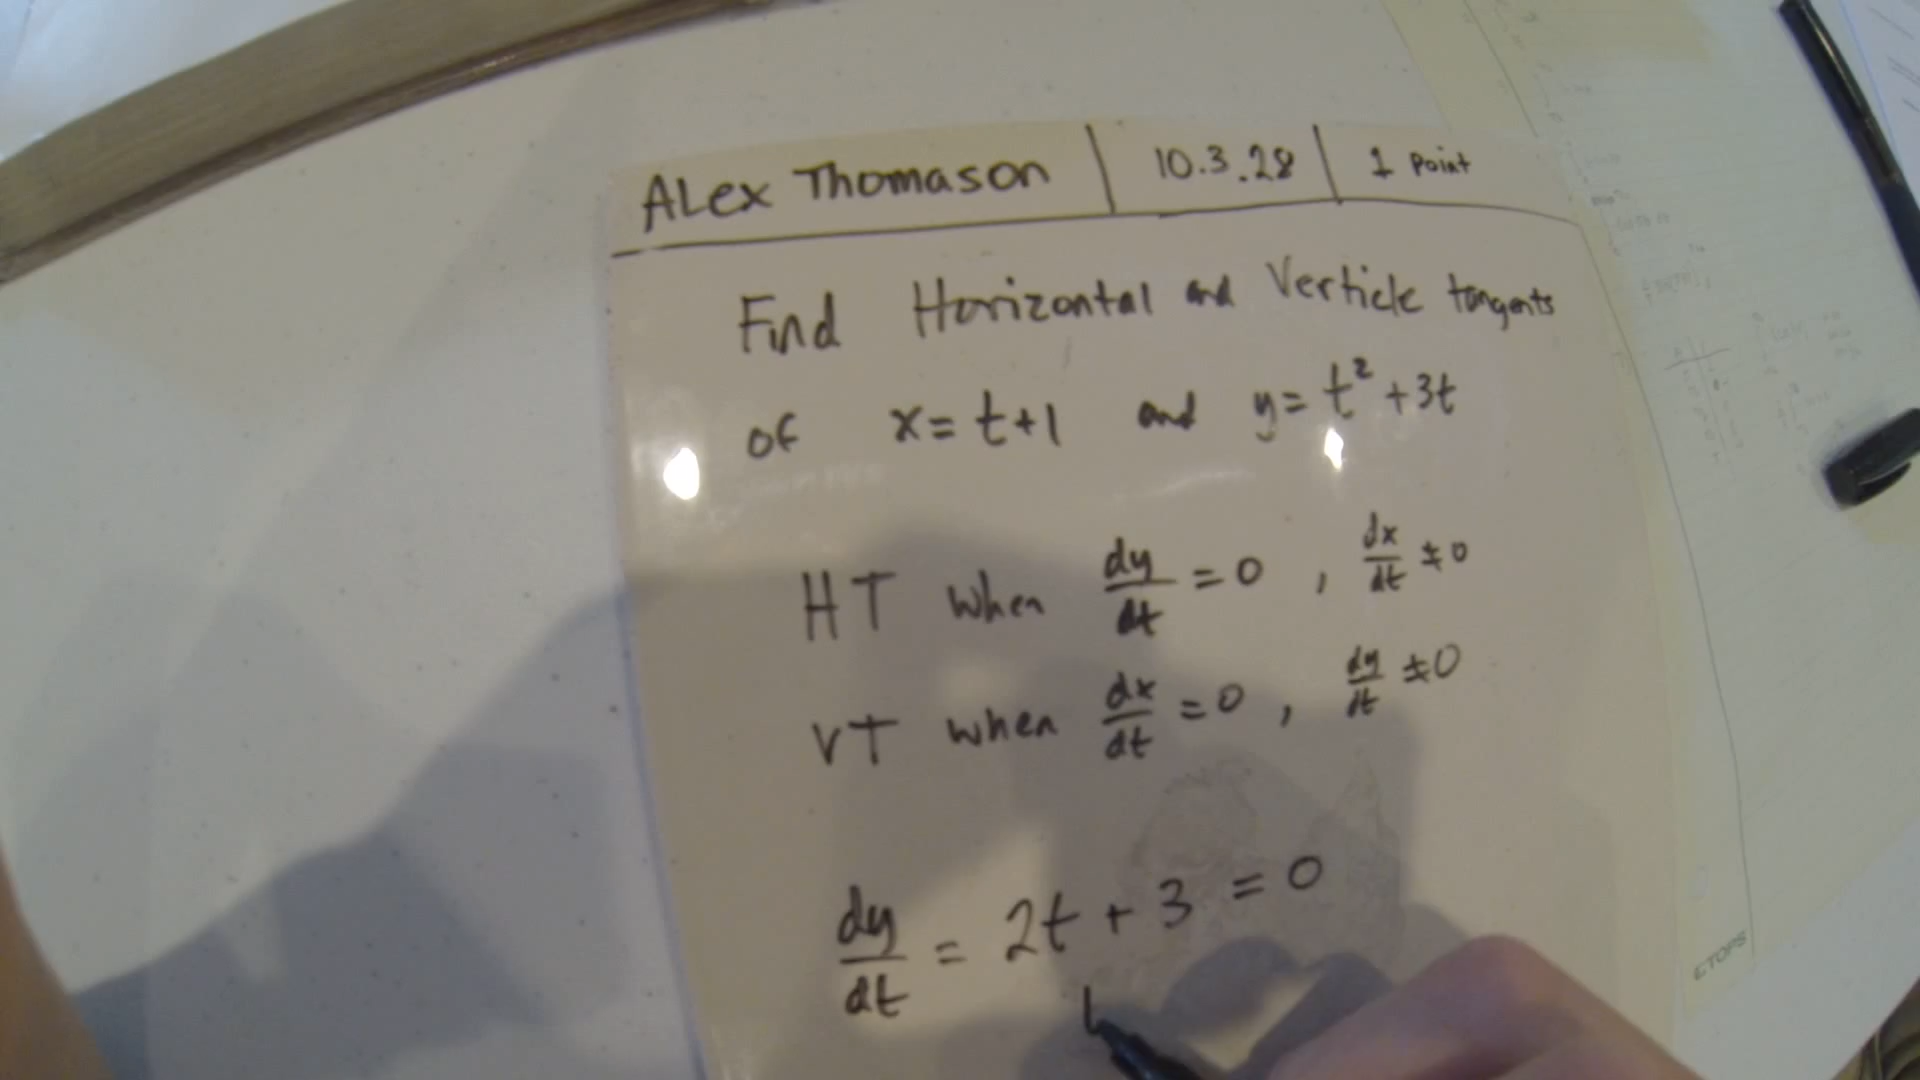 ALex Thomason | 10.3.28 | 1 Point
Find Horizontal and Verticle tangents
of x=t+1 and y=t²+3t
HT when dy/dt =0 , dx/dt ≠0
VT when dx/dt =0 , dy/dt ≠0
dy/dt = 2t + 3 = 0
ETOPS